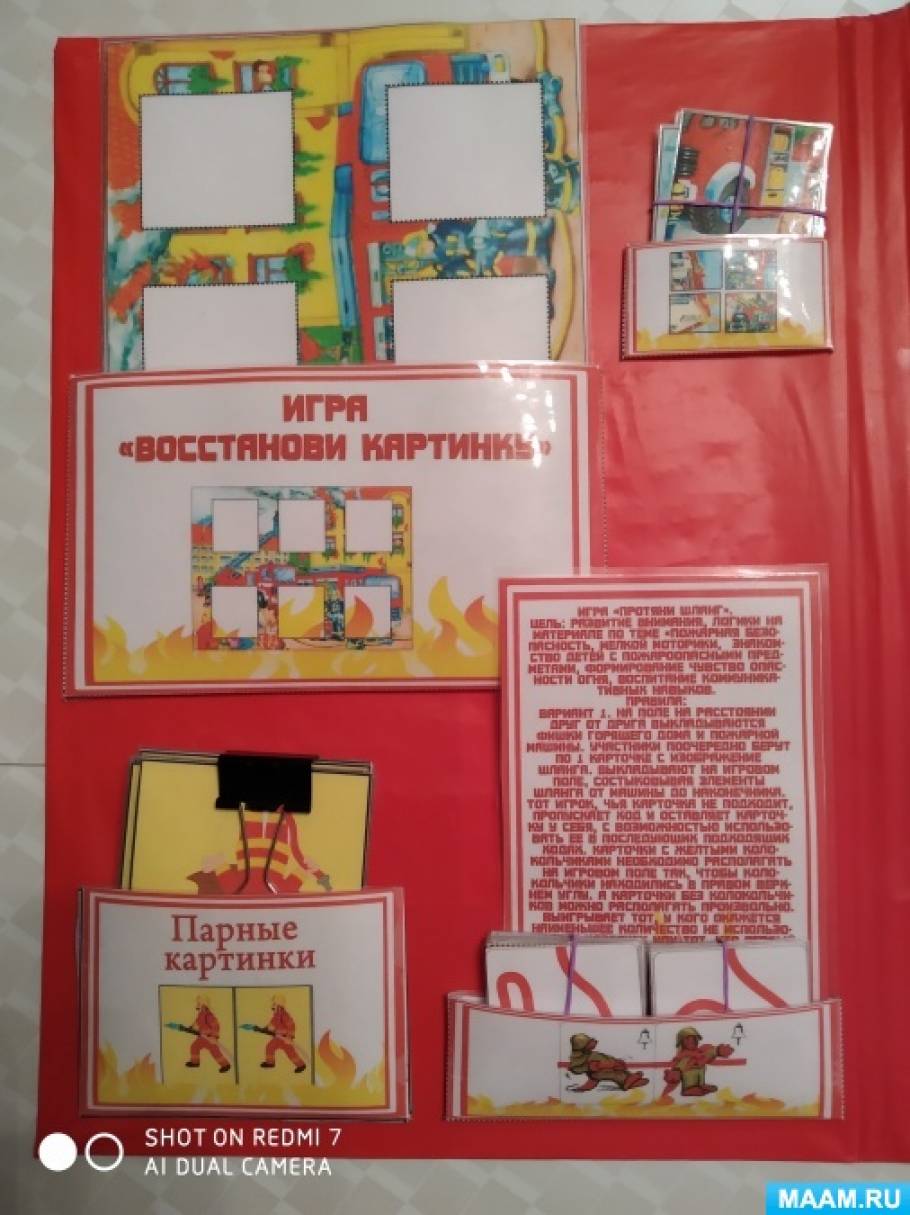 ИГРА
«ВОССТАНОВИ КАРТИНКУ»
ИГРА «ПРОТЯНИ ШЛАНГ».
ЦЕЛЬ: РАЗВИТИЕ ВНИМАНИЯ, ЛОГИКИ НА
МАТЕРИАЛЕ ПО ТЕМЕ «ПОЖАРНАЯ БЕЗО-
ПАСНОСТЬ, МЕЛКОЙ МОТОРИКИ, ЗНАКОМ-
СТВО ДЕТЕЙ С ПОЖАРООПАСНЫМИ ПРЕД-
МЕТАМИ, ФОРМИРОВАНИЕ ЧУВСТВО ОПАС-
НОСТИ ОГНЯ, ВОСПИТАНИЕ КОММУНИКА-
ТИВНЫХ НАВЫКОВ.
ПРАВИЛА:
ВАРИАНТ 1. НА ПОЛЕ НА РАССТОЯНИИ
ДРУГ ОТ ДРУГА ВЫКЛАДЫВАЮТСЯ
ФИШКИ ГОРЯЩЕГО ДОМА И ПОЖАРНОЙ
МАШИНЫ. УЧАСТНИКИ ПООЧЕРЕДНО БЕРУТ
ПО 1 КАРТОЧКЕ С ИЗОБРАЖЕНИЕ
ШЛАНГА. ВЫКЛАДЫВАЮТ НА ИГРОВОМ
ПОЛЕ, СОСТЫКОВЫВАЯ ЭЛЕМЕНТЫ
ШЛАНГА ОТ МАШИНЫ ДО НАКОНЕЧНИКА.
ТОТ ИГРОК, ЧЬЯ КАРТОЧКА НЕ ПОДХОДИТ,
ПРОПУСКАЕТ ХОД И ОСТАВЛЯЕТ КАРТОЧ-
КУ У СЕБЯ, С ВОЗМОЖНОСТЬЮ ИСПОЛЬЗО-
ВАТЬ ЕЕ В ПОСЛЕДУЮЩИХ ПОДХОДЯЩИХ
ХОДАХ. КАРТОЧКИ С ЖЕЛТЫМИ КОЛО-
КОЛЬЧИКАМИ НЕОБХОДИМО РАСПОЛАГАТЬ
НА ИГРОВОМ ПОЛЕ ТАК, ЧТОБЫ КОЛО-
КОЛЬЧИКИ НАХОДИЛИСЬ В ПРАВОМ ВЕРХ-
НЕМ УГЛУ. А КАРТОЧКИ БЕЗ КОЛОКОЛЬЧИ-
КОВ МОЖНО РАСПОЛАГАТЬ ПРОИЗВОЛЬНО.
ВЫИГРЫВАЕТ ТОТ, У КОГО ОКАЖЕТСЯ
НАИМЕНЬШЕЕ КОЛИЧЕСТВО НЕ ИСПОЛЬЗО-
Парные
картинки
SHOT ON REDMI 7
AI DUAL CAMERA
MAAM.RU